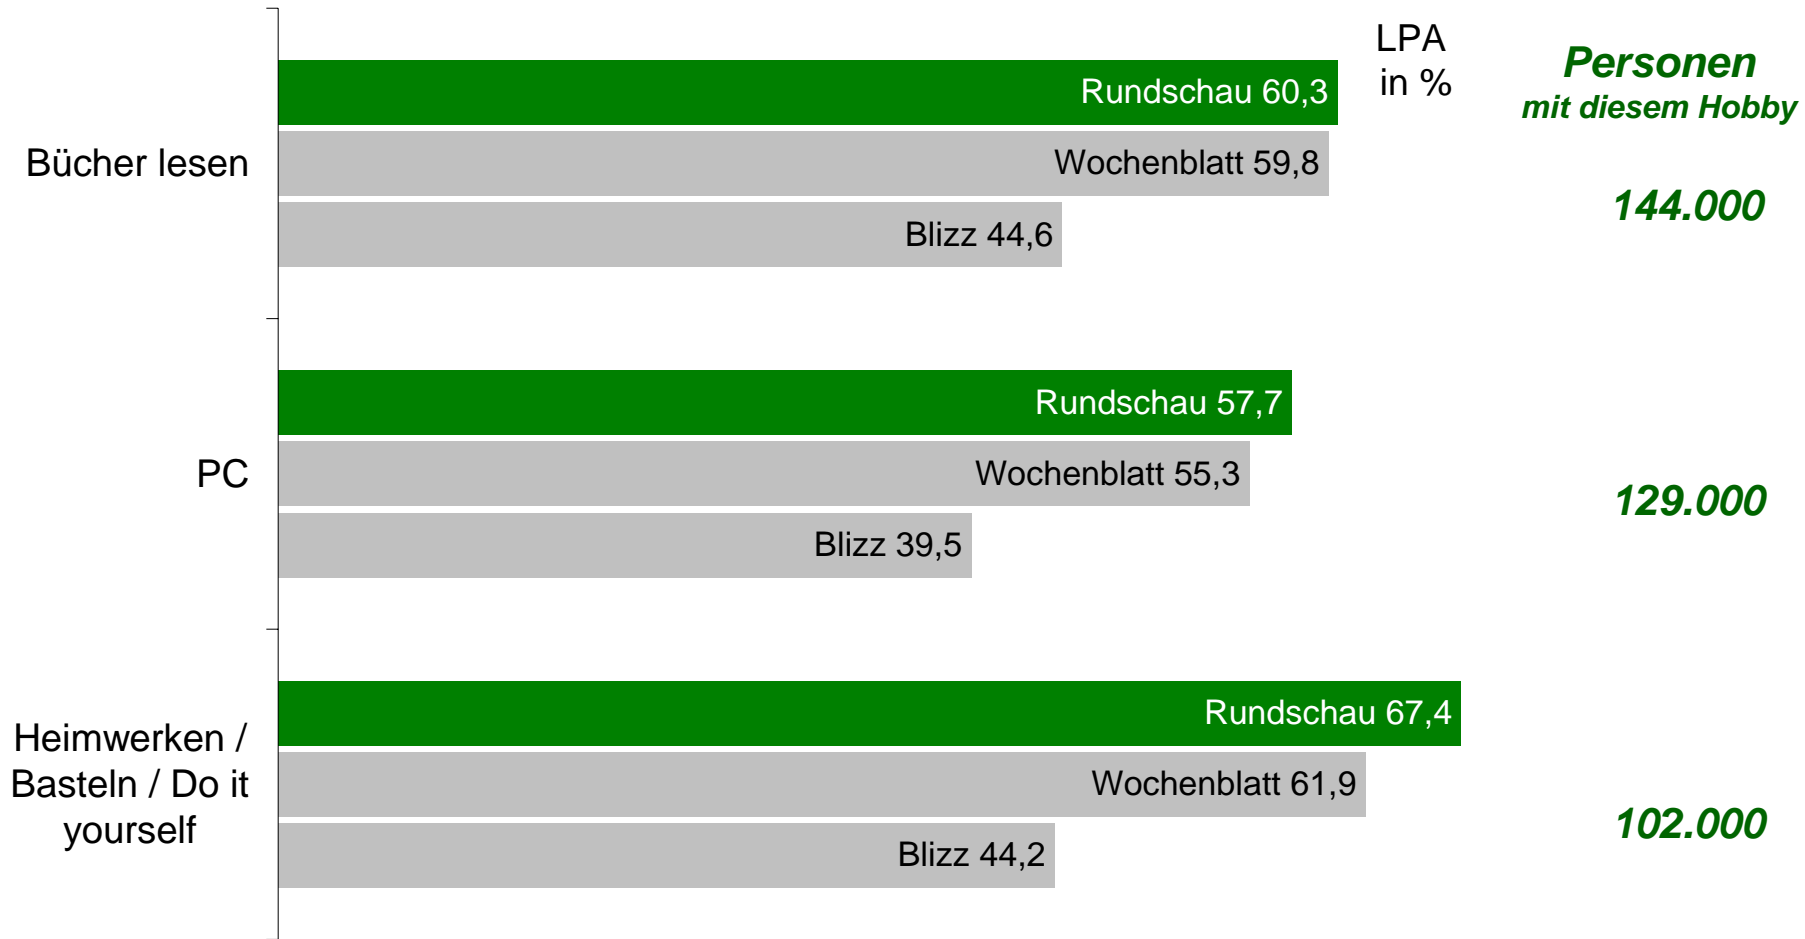 LPA
in %
Personen
mit diesem Hobby
Bücher lesen
Rundschau 60,3
Wochenblatt 59,8
Blizz 44,6
144.000
PC
Rundschau 57,7
Wochenblatt 55,3
Blizz 39,5
129.000
Heimwerken /
Basteln / Do it
yourself
Rundschau 67,4
Wochenblatt 61,9
Blizz 44,2
102.000